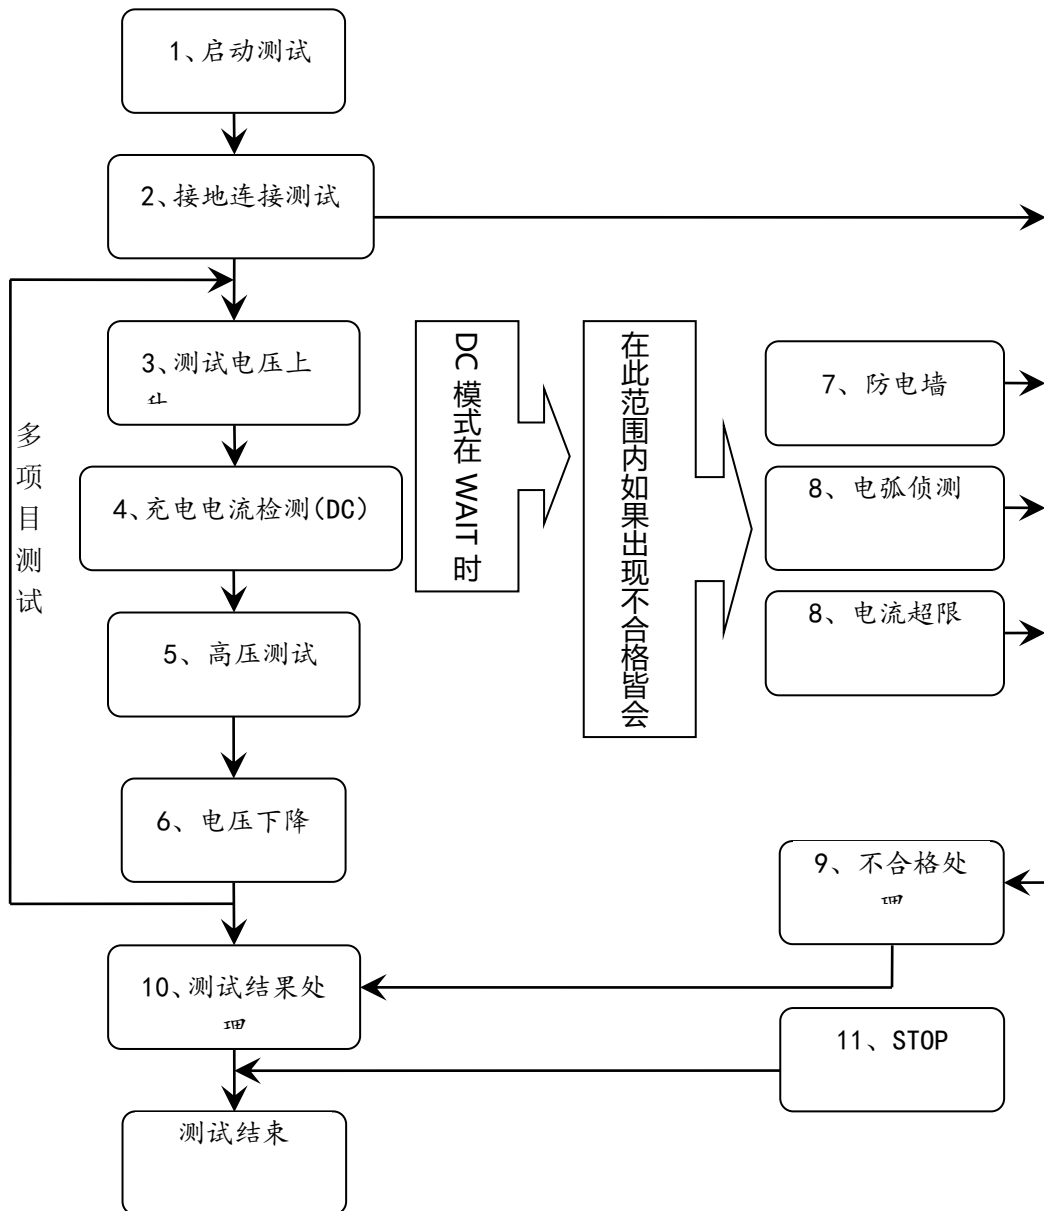 1、启动测试
2、接地连接测试
3、测试电压上
4、充电电流检测(DC)
5、高压测试
6、电压下降
多项目测试
DC 模式在 WAIT 时
在此范围内如果出现不合格皆会
7、防电墙
8、电弧侦测
8、电流超限
9、不合格处
10、测试结果处
11、STOP
测试结束